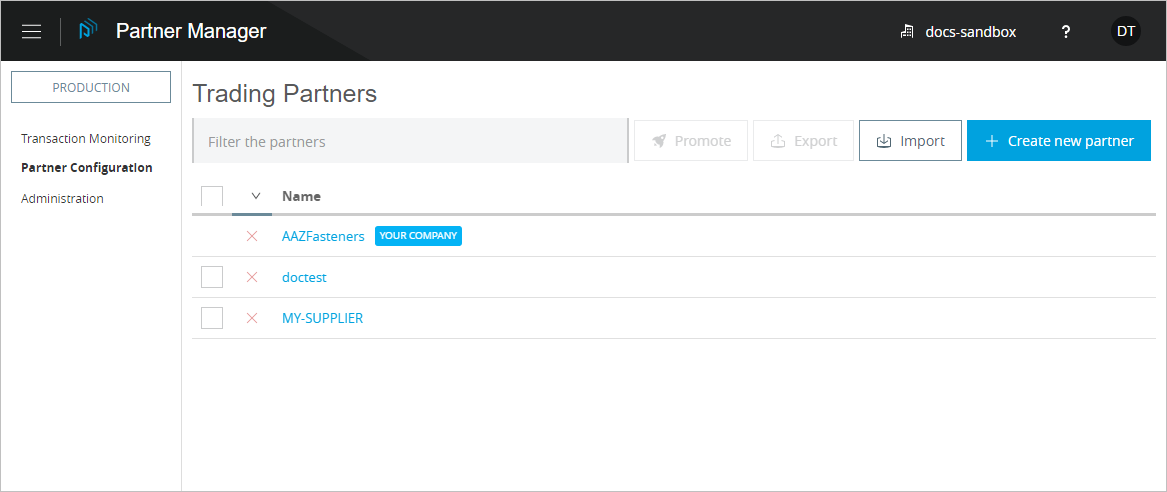 Partner Manager
docs-sandbox
?
DT
PRODUCTION
Transaction Monitoring
Partner Configuration
Administration
Trading Partners
Filter the partners
Promote
Export
Import
+ Create new partner
Name
AAZFasteners YOUR COMPANY
doctest
MY-SUPPLIER